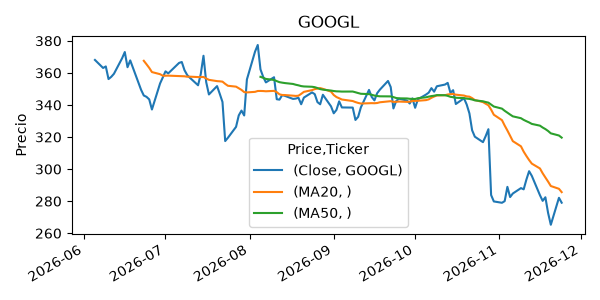 GOOGL
Precio
380
360
340
320
300
280
260
Price,Ticker
(Close, GOOGL)
(MA20, )
(MA50, )
2026-06
2026-07
2026-08
2026-09
2026-10
2026-11
2026-12